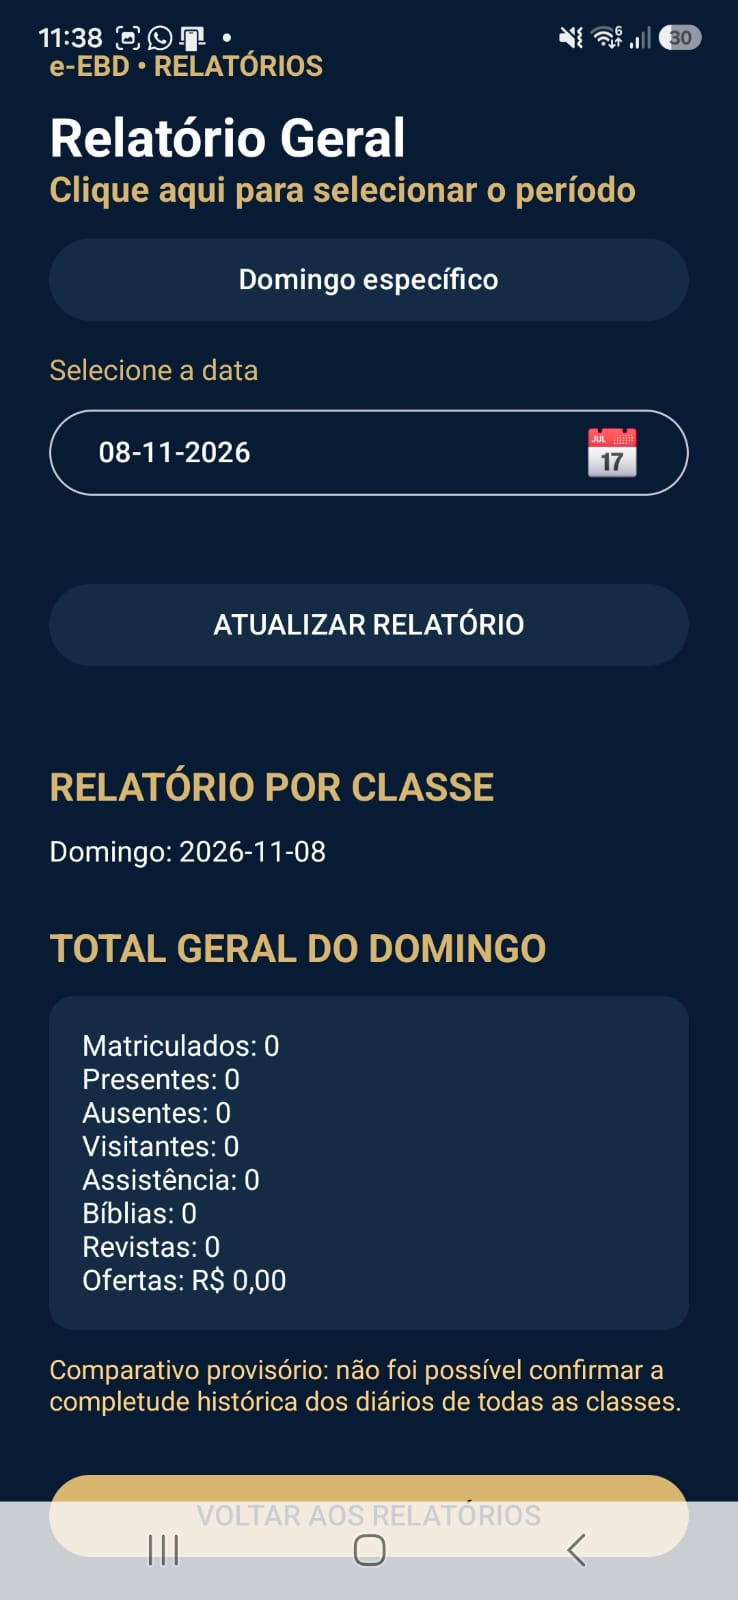 11:38
6
30
e-EBD • RELATÓRIOS
Relatório Geral
Clique aqui para selecionar o período
Domingo específico
Selecione a data
08-11-2026
JUL
17
ATUALIZAR RELATÓRIO
RELATÓRIO POR CLASSE
Domingo: 2026-11-08
TOTAL GERAL DO DOMINGO
Matriculados: 0
Presentes: 0
Ausentes: 0
Visitantes: 0
Assistência: 0
Bíblias: 0
Revistas: 0
Ofertas: R$ 0,00
Comparativo provisório: não foi possível confirmar a
completude histórica dos diários de todas as classes.
VOLTAR AOS RELATÓRIOS